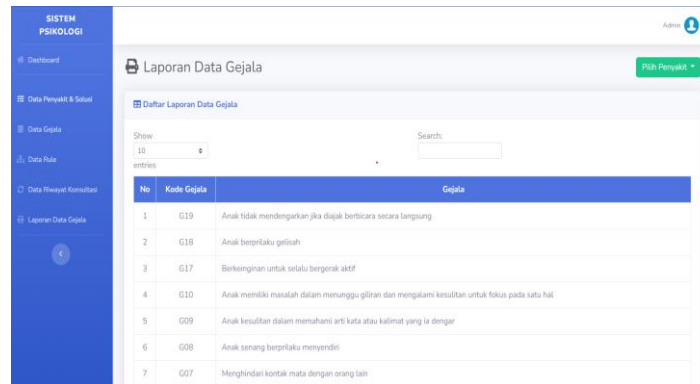 SISTEM
PSIKOLOGI
Admin
Dashboard
Laporan Data Gejala
Pilih Penyakit
Data Penyakit & Solusi
Daftar Laporan Data Gejala
Data Gejala
Data Rule
Data Riwayat Konsultasi
Laporan Data Gejala
Show
10
entries
Search:
No Kode Gejala Gejala
1 G19 Anak tidak mendengarkan jika diajak berbicara secara langsung
2 G18 Anak berprilaku gelisah
3 G17 Berkeinginan untuk selalu bergerak aktif
4 G10 Anak memiliki masalah dalam menunggu giliran dan mengalami kesulitan untuk fokus pada satu hal
5 G09 Anak kesulitan dalam memahami arti kata atau kalimat yang ia dengar
6 G08 Anak senang berprilaku menyendiri
7 G07 Menghindari kontak mata dengan orang lain